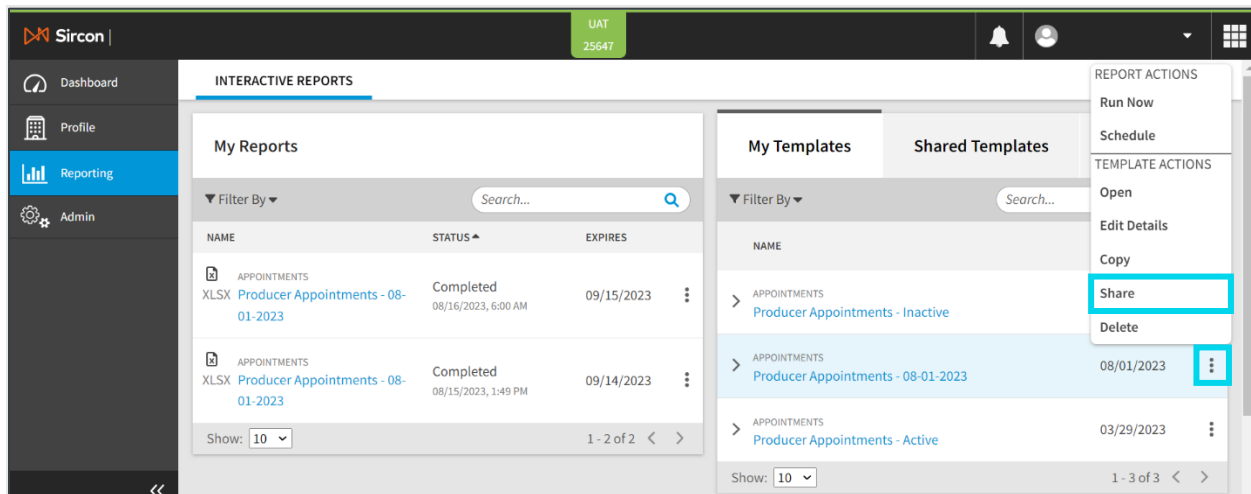 Sircon |
UAT
25647
Dashboard
Profile
Reporting
Admin
INTERACTIVE REPORTS
My Reports
Filter By
Search...
NAME STATUS EXPIRES
APPOINTMENTS
XLSX Producer Appointments - 08-
01-2023
Completed
08/16/2023, 6:00 AM
09/15/2023
APPOINTMENTS
XLSX Producer Appointments - 08-
01-2023
Completed
08/15/2023, 1:49 PM
09/14/2023
Show: 10
1 - 2 of 2
My Templates Shared Templates
Filter By
Search...
NAME
APPOINTMENTS
Producer Appointments - Inactive
APPOINTMENTS
Producer Appointments - 08-01-2023
08/01/2023
APPOINTMENTS
Producer Appointments - Active
03/29/2023
Show: 10
1 - 3 of 3
REPORT ACTIONS
Run Now
Schedule
TEMPLATE ACTIONS
Open
Edit Details
Copy
Share
Delete